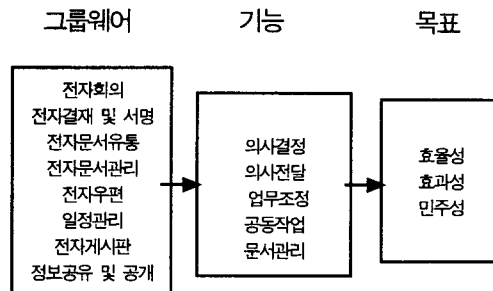 그룹웨어 기능 목표
전자회의
전자결재 및 서명
전자문서유통
전자문서관리
전자우편
일정관리
전자게시판
정보공유 및 공개
의사결정
의사전달
업무조정
공동작업
문서관리
효율성
효과성
민주성